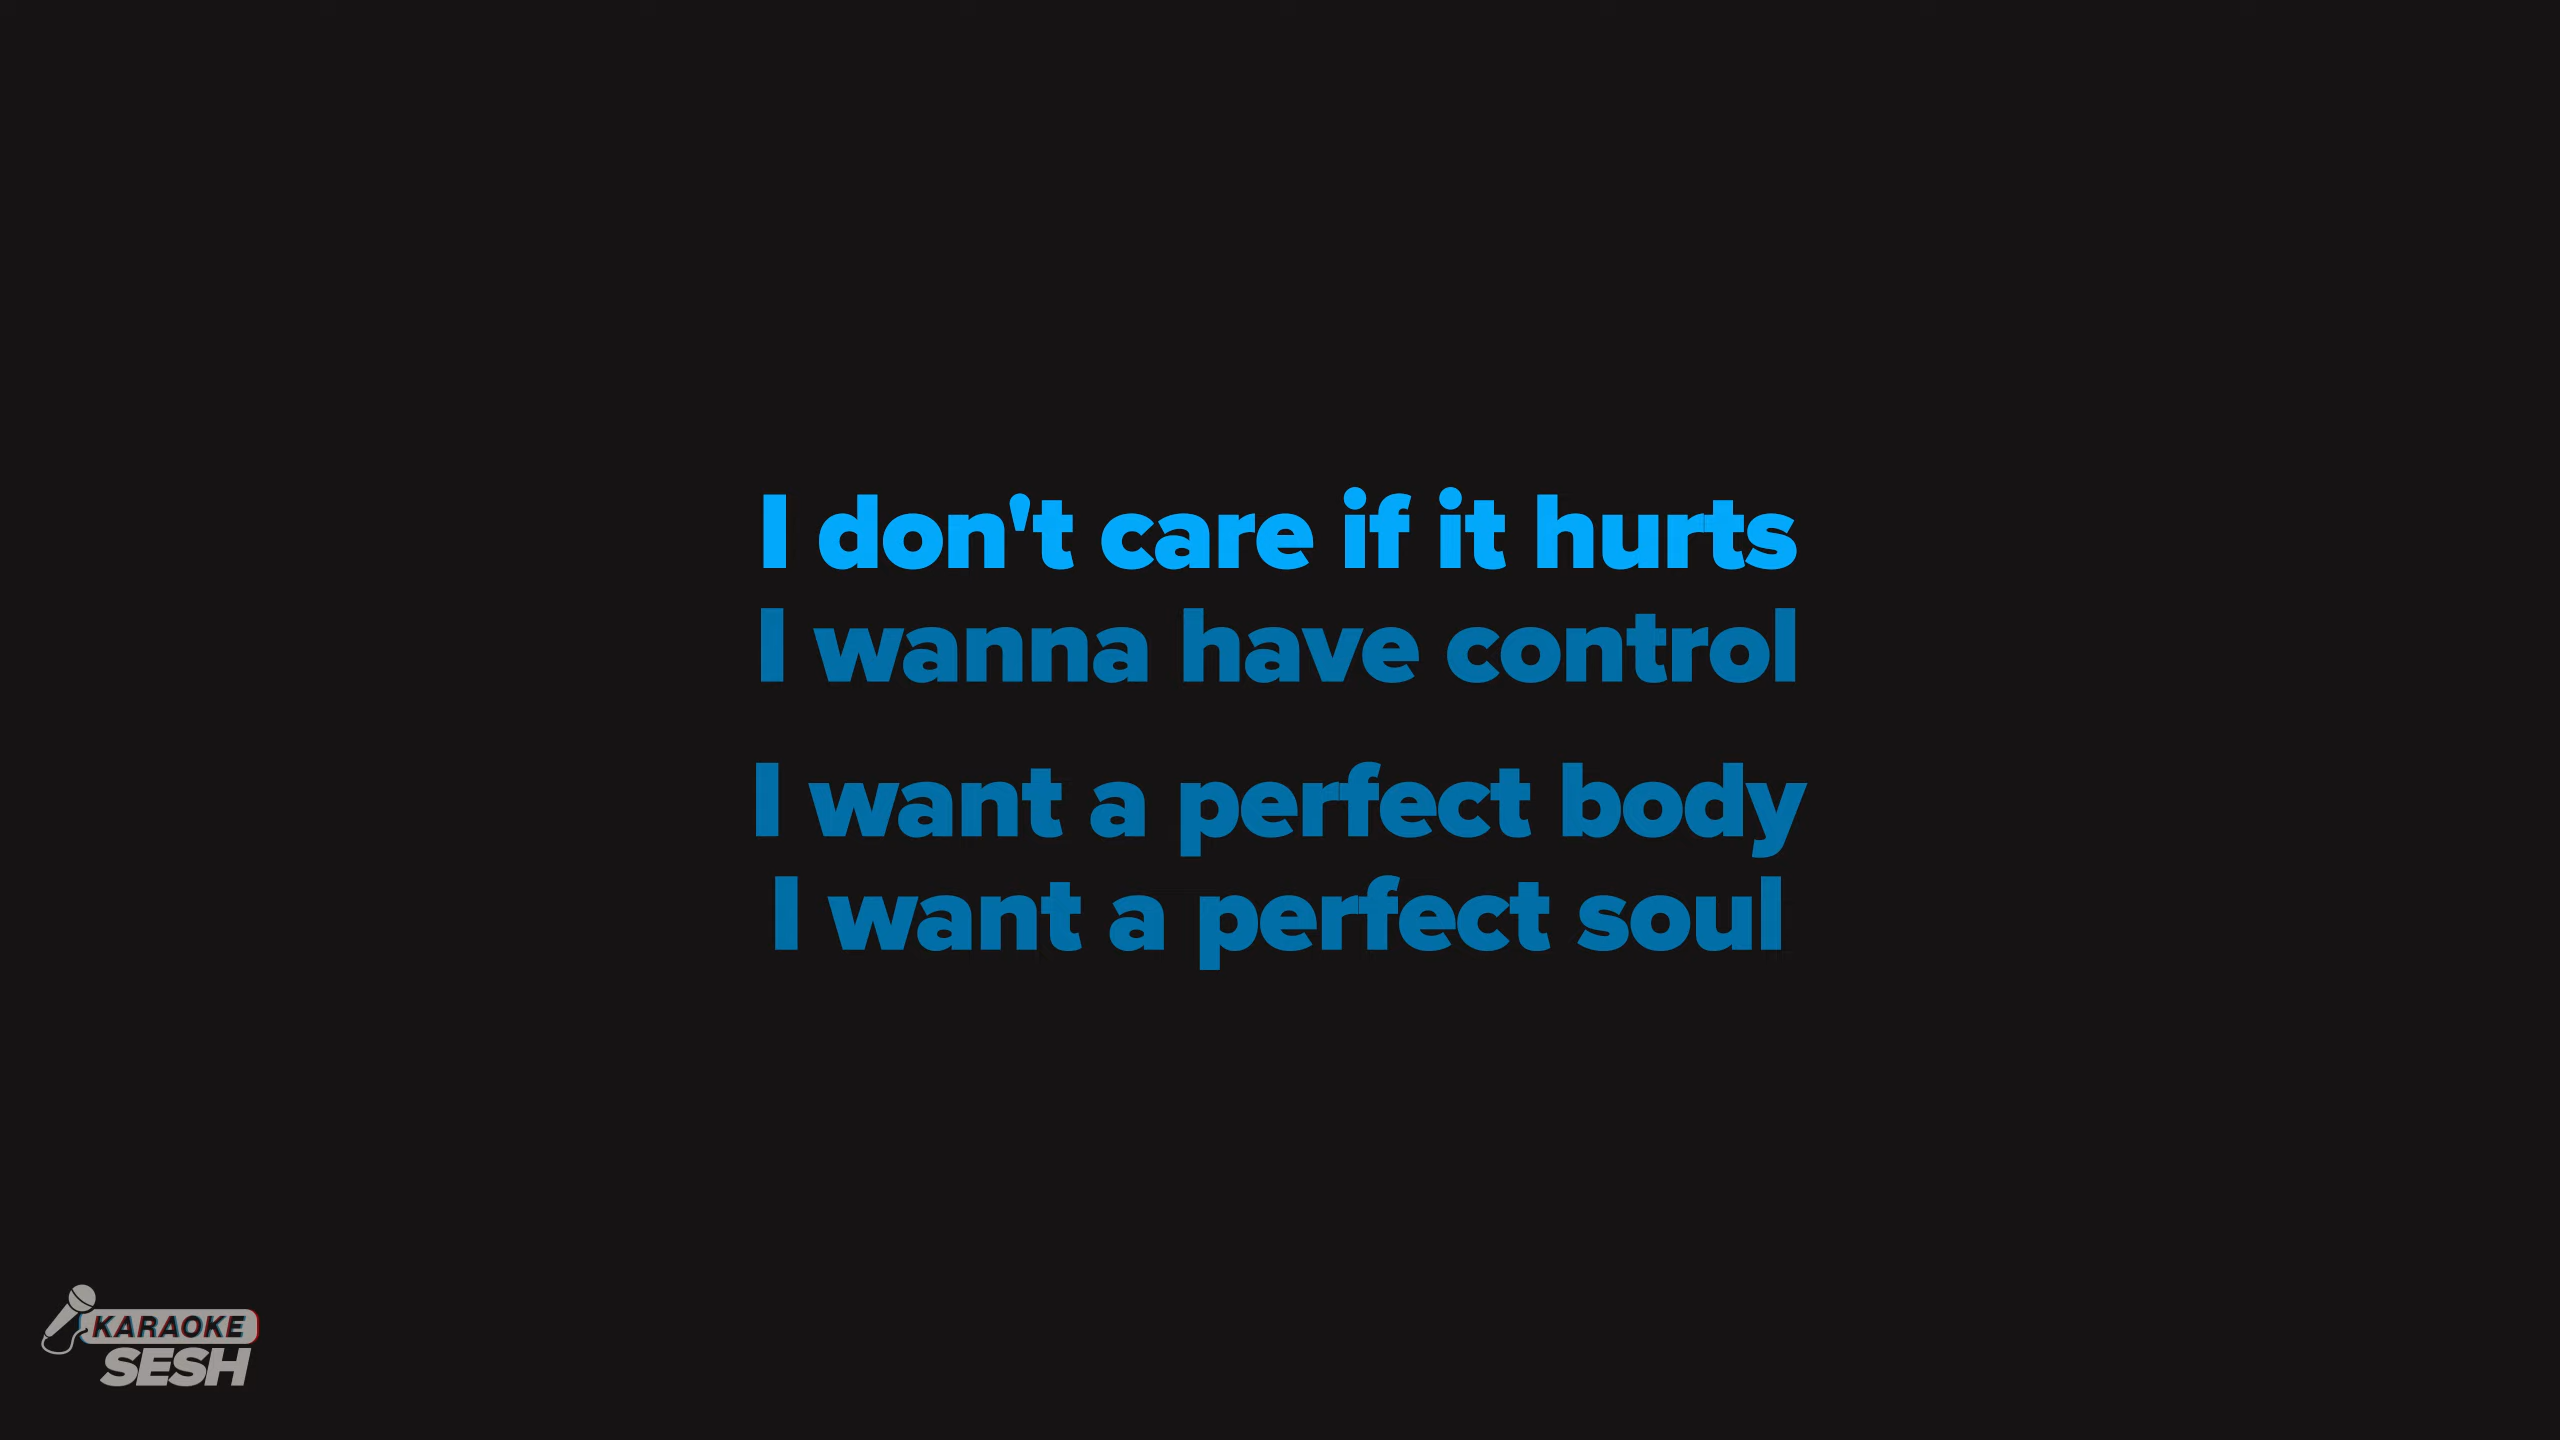 I don't care if it hurts
I wanna have control
I want a perfect body
I want a perfect soul
KARAOKE
SESH